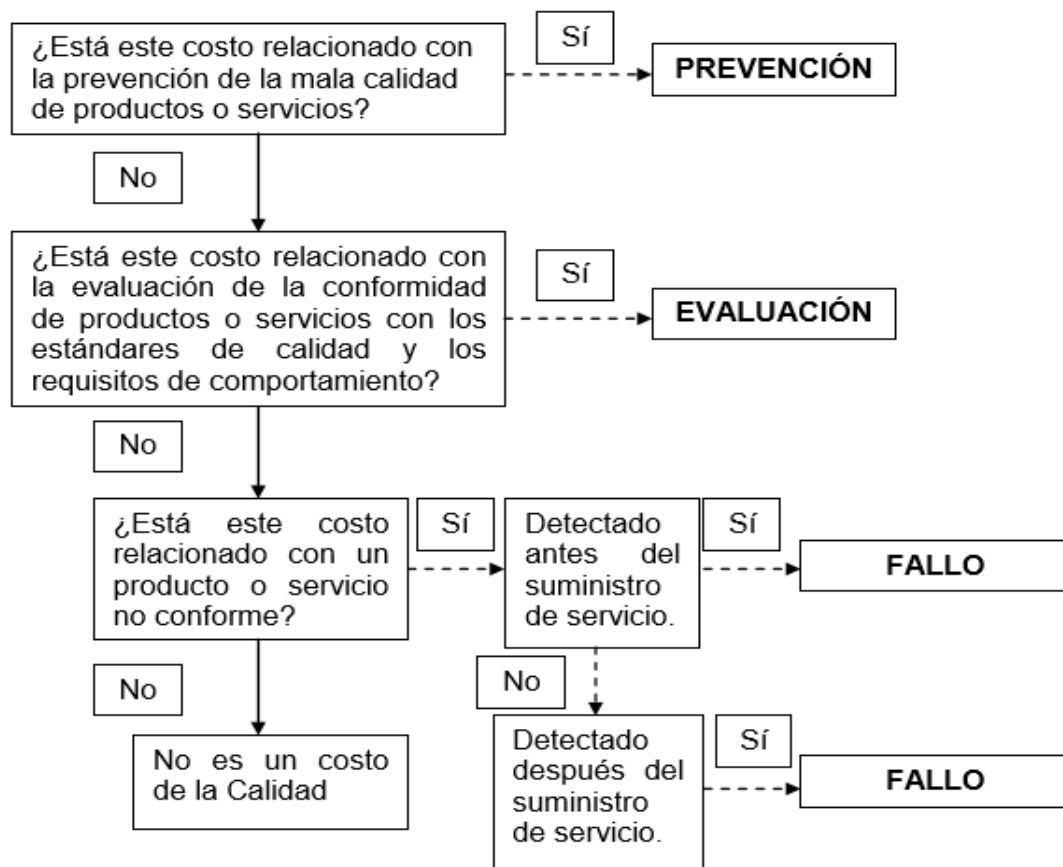 ¿Está este costo relacionado con
la prevención de la mala calidad
de productos o servicios?
Sí
PREVENCIÓN
No
¿Está este costo relacionado con
la evaluación de la conformidad
de productos o servicios con los
estándares de calidad y los
requisitos de comportamiento?
Sí
EVALUACIÓN
No
¿Está este costo
relacionado con un
producto o servicio
no conforme?
Sí
Detectado
antes del
suministro
de servicio.
Sí
FALLO
No
No es un costo
de la Calidad
No
Detectado
después del
suministro
de servicio.
Sí
FALLO